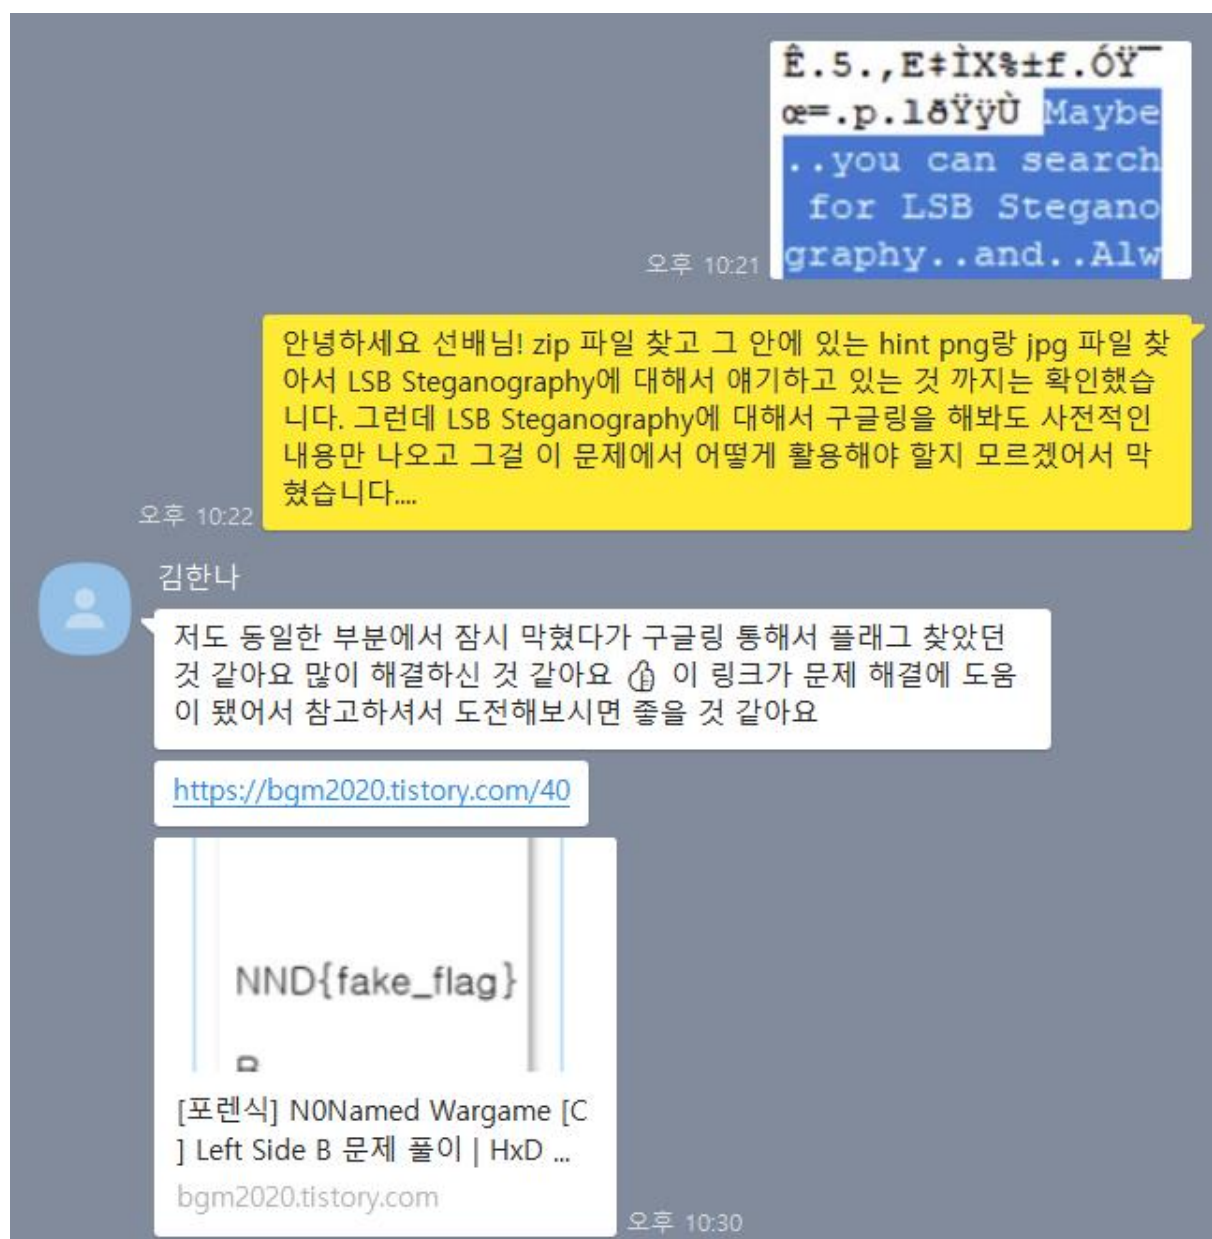 Ê.5.,E‡ÌX%±f.ÓŸ¯
œ=.p.lðŸÿÙ Maybe
..you can search
for LSB Stegano
graphy..and..Alw
오후 10:21
안녕하세요 선배님! zip 파일 찾고 그 안에 있는 hint png랑 jpg 파일 찾
아서 LSB Steganography에 대해서 얘기하고 있는 것 까지는 확인했습
니다. 그런데 LSB Steganography에 대해서 구글링을 해봐도 사전적인
내용만 나오고 그걸 이 문제에서 어떻게 활용해야 할지 모르겠어서 막
혔습니다....
오후 10:22
김한나
저도 동일한 부분에서 잠시 막혔다가 구글링 통해서 플래그 찾았던
것 같아요 많이 해결하신 것 같아요 👍 이 링크가 문제 해결에 도움
이 됐어서 참고하셔서 도전해보시면 좋을 것 같아요
https://bgm2020.tistory.com/40
NND{fake_flag}
B
[포렌식] N0Named Wargame [C
] Left Side B 문제 풀이 | HxD ...
bgm2020.tistory.com
오후 10:30